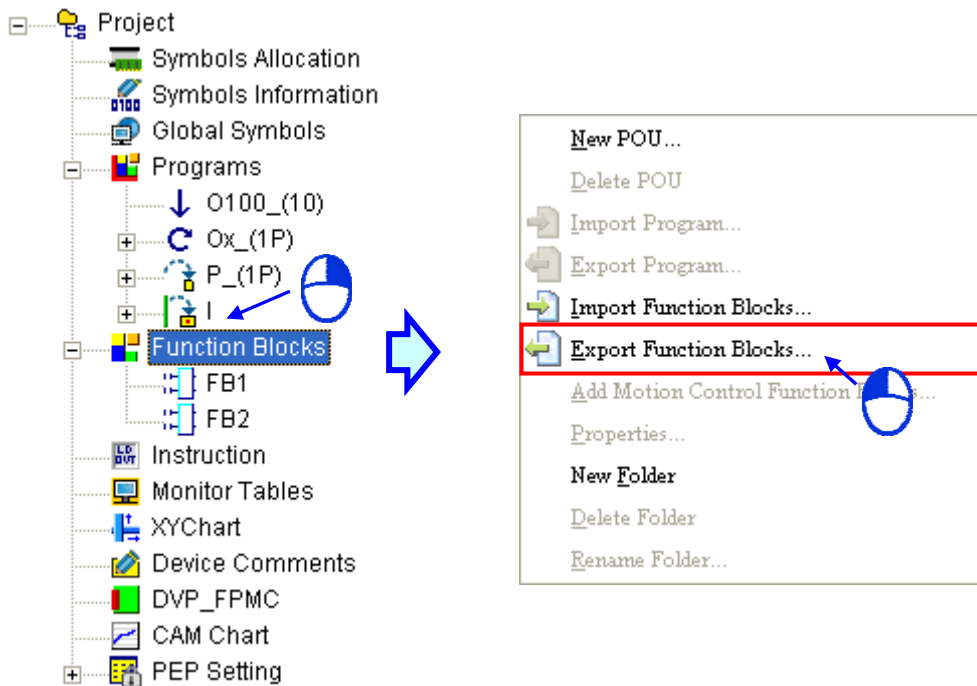 Project
Symbols Allocation
Symbols Information
Global Symbols
Programs
O100_(10)
Ox_(1P)
P_(1P)
I
Function Blocks
FB1
FB2
Instruction
Monitor Tables
XYChart
Device Comments
DVP_FPMC
CAM Chart
PEP Setting
New POU...
Delete POU
Import Program...
Export Program...
Import Function Blocks...
Export Function Blocks...
Add Motion Control Function
Properties...
New Folder
Delete Folder
Rename Folder...